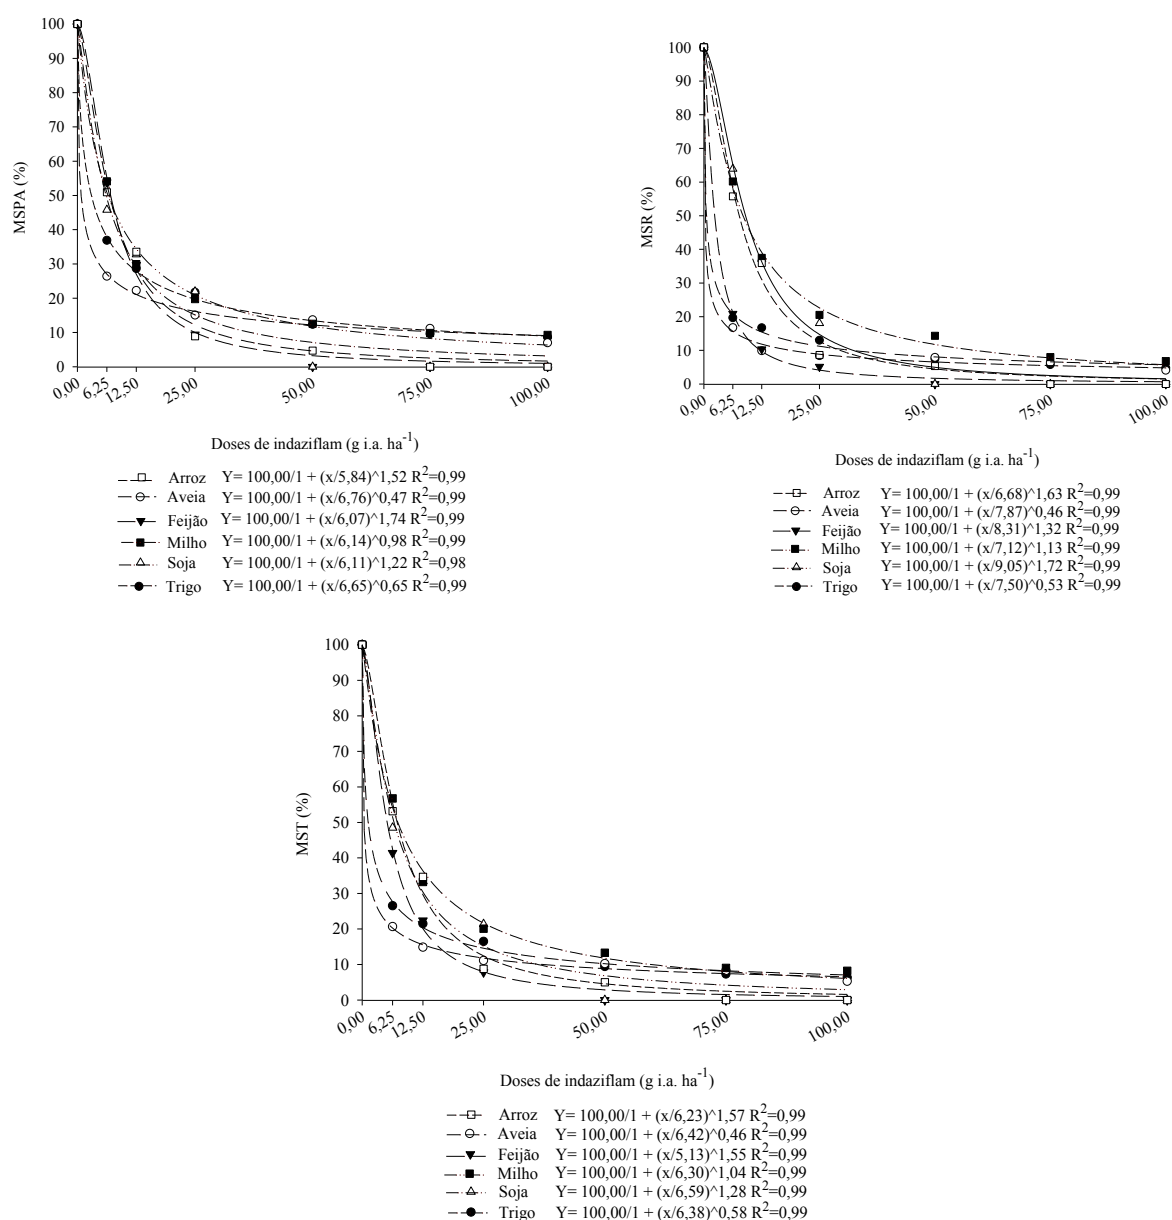 100
90
80
70
60
50
40
30
20
10
0
MSPA (%)
0,00 6,25 12,50 25,00 50,00 75,00 100,00
Doses de indaziflam (g i.a. ha-1)
Arroz Y= 100,00/1 + (x/5,84)^1,52 R2=0,99
Aveia Y= 100,00/1 + (x/6,76)^0,47 R2=0,99
Feijão Y= 100,00/1 + (x/6,07)^1,74 R2=0,99
Milho Y= 100,00/1 + (x/6,14)^0,98 R2=0,99
Soja Y= 100,00/1 + (x/6,11)^1,22 R2=0,98
Trigo Y= 100,00/1 + (x/6,65)^0,65 R2=0,99
100
90
80
70
60
50
40
30
20
10
0
MSR (%)
0,00 6,25 12,50 25,00 50,00 75,00 100,00
Doses de indaziflam (g i.a. ha-1)
Arroz Y= 100,00/1 + (x/6,68)^1,63 R2=0,99
Aveia Y= 100,00/1 + (x/7,87)^0,46 R2=0,99
Feijão Y= 100,00/1 + (x/8,31)^1,32 R2=0,99
Milho Y= 100,00/1 + (x/7,12)^1,13 R2=0,99
Soja Y= 100,00/1 + (x/9,05)^1,72 R2=0,99
Trigo Y= 100,00/1 + (x/7,50)^0,53 R2=0,99
100
90
80
70
60
50
40
30
20
10
0
MST (%)
0,00 6,25 12,50 25,00 50,00 75,00 100,00
Doses de indaziflam (g i.a. ha-1)
Arroz Y= 100,00/1 + (x/6,23)^1,57 R2=0,99
Aveia Y= 100,00/1 + (x/6,42)^0,46 R2=0,99
Feijão Y= 100,00/1 + (x/5,13)^1,55 R2=0,99
Milho Y= 100,00/1 + (x/6,30)^1,04 R2=0,99
Soja Y= 100,00/1 + (x/6,59)^1,28 R2=0,99
Trigo Y= 100,00/1 + (x/6,38)^0,58 R2=0,99